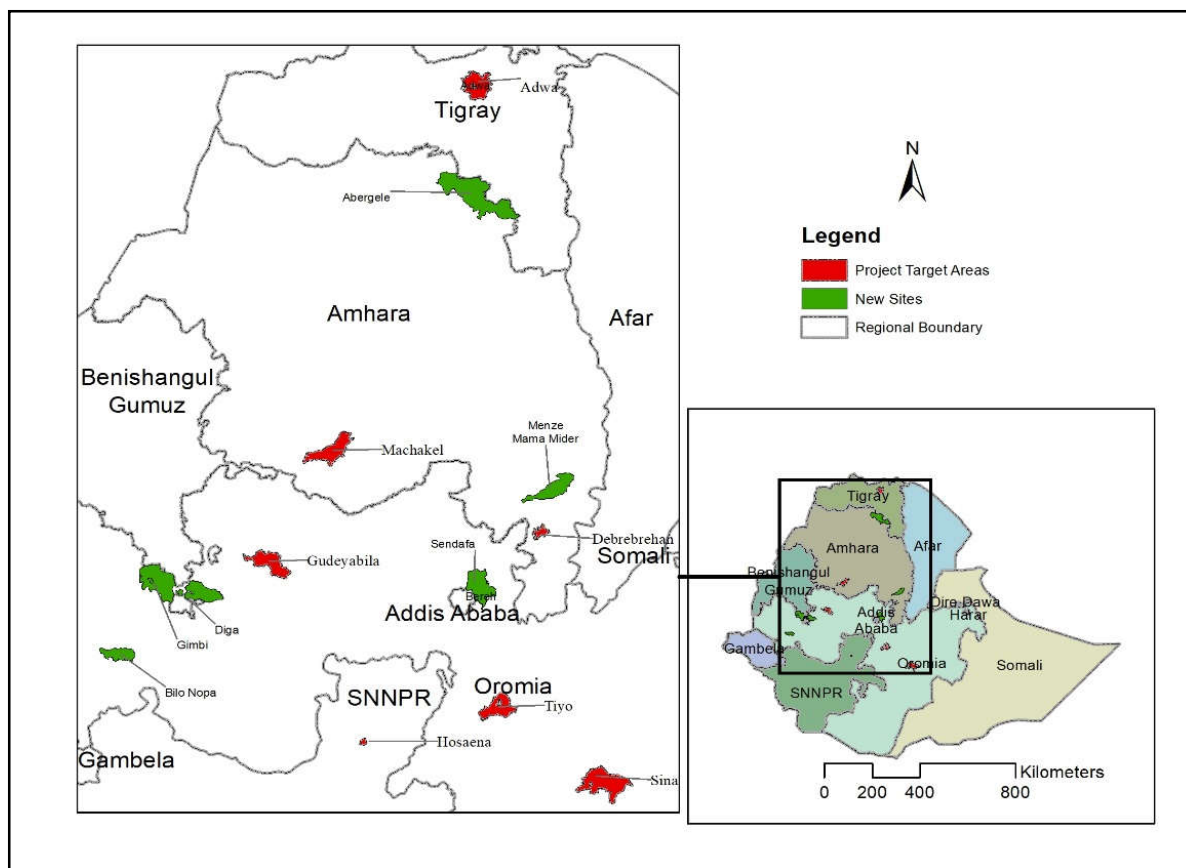 Adwa
Adwa
Tigray
Abergele
Amhara
Afar
Benishangul
Gumuz
Menze
Mama Mider
Machakel
Debrebrehan
Sendafa
Somali
Gudeyabila
Bereh
Addis Ababa
Gimbi
Diga
Bilo Nopa
SNNPR
Oromia
Tiyo
Hosaena
Gambela
Sina
N
Legend
Project Target Areas
New Sites
Regional Boundary
Tigray
Amhara
Afar
Benishangul
Gumuz
Addis
Ababa
Dire Dawa
Harar
Gambela
Oromia
Somali
SNNPR
Kilometers
0 200 400 800